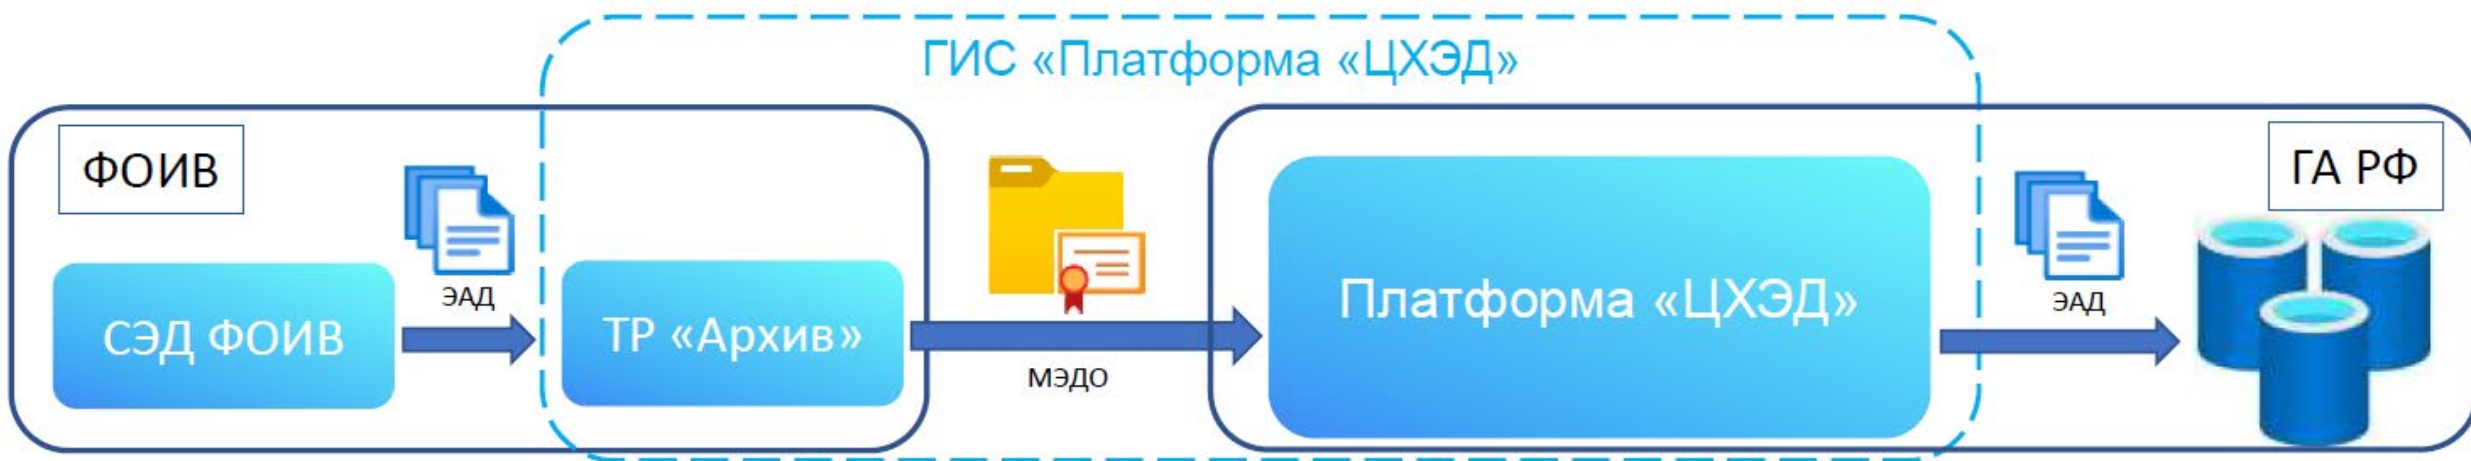 ГИС «Платформа «ЦХЭД»
ФОИВ
ЭАД
СЭД ФОИВ
ТР «Архив»
МЭДО
Платформа «ЦХЭД»
ЭАД
ГА РФ